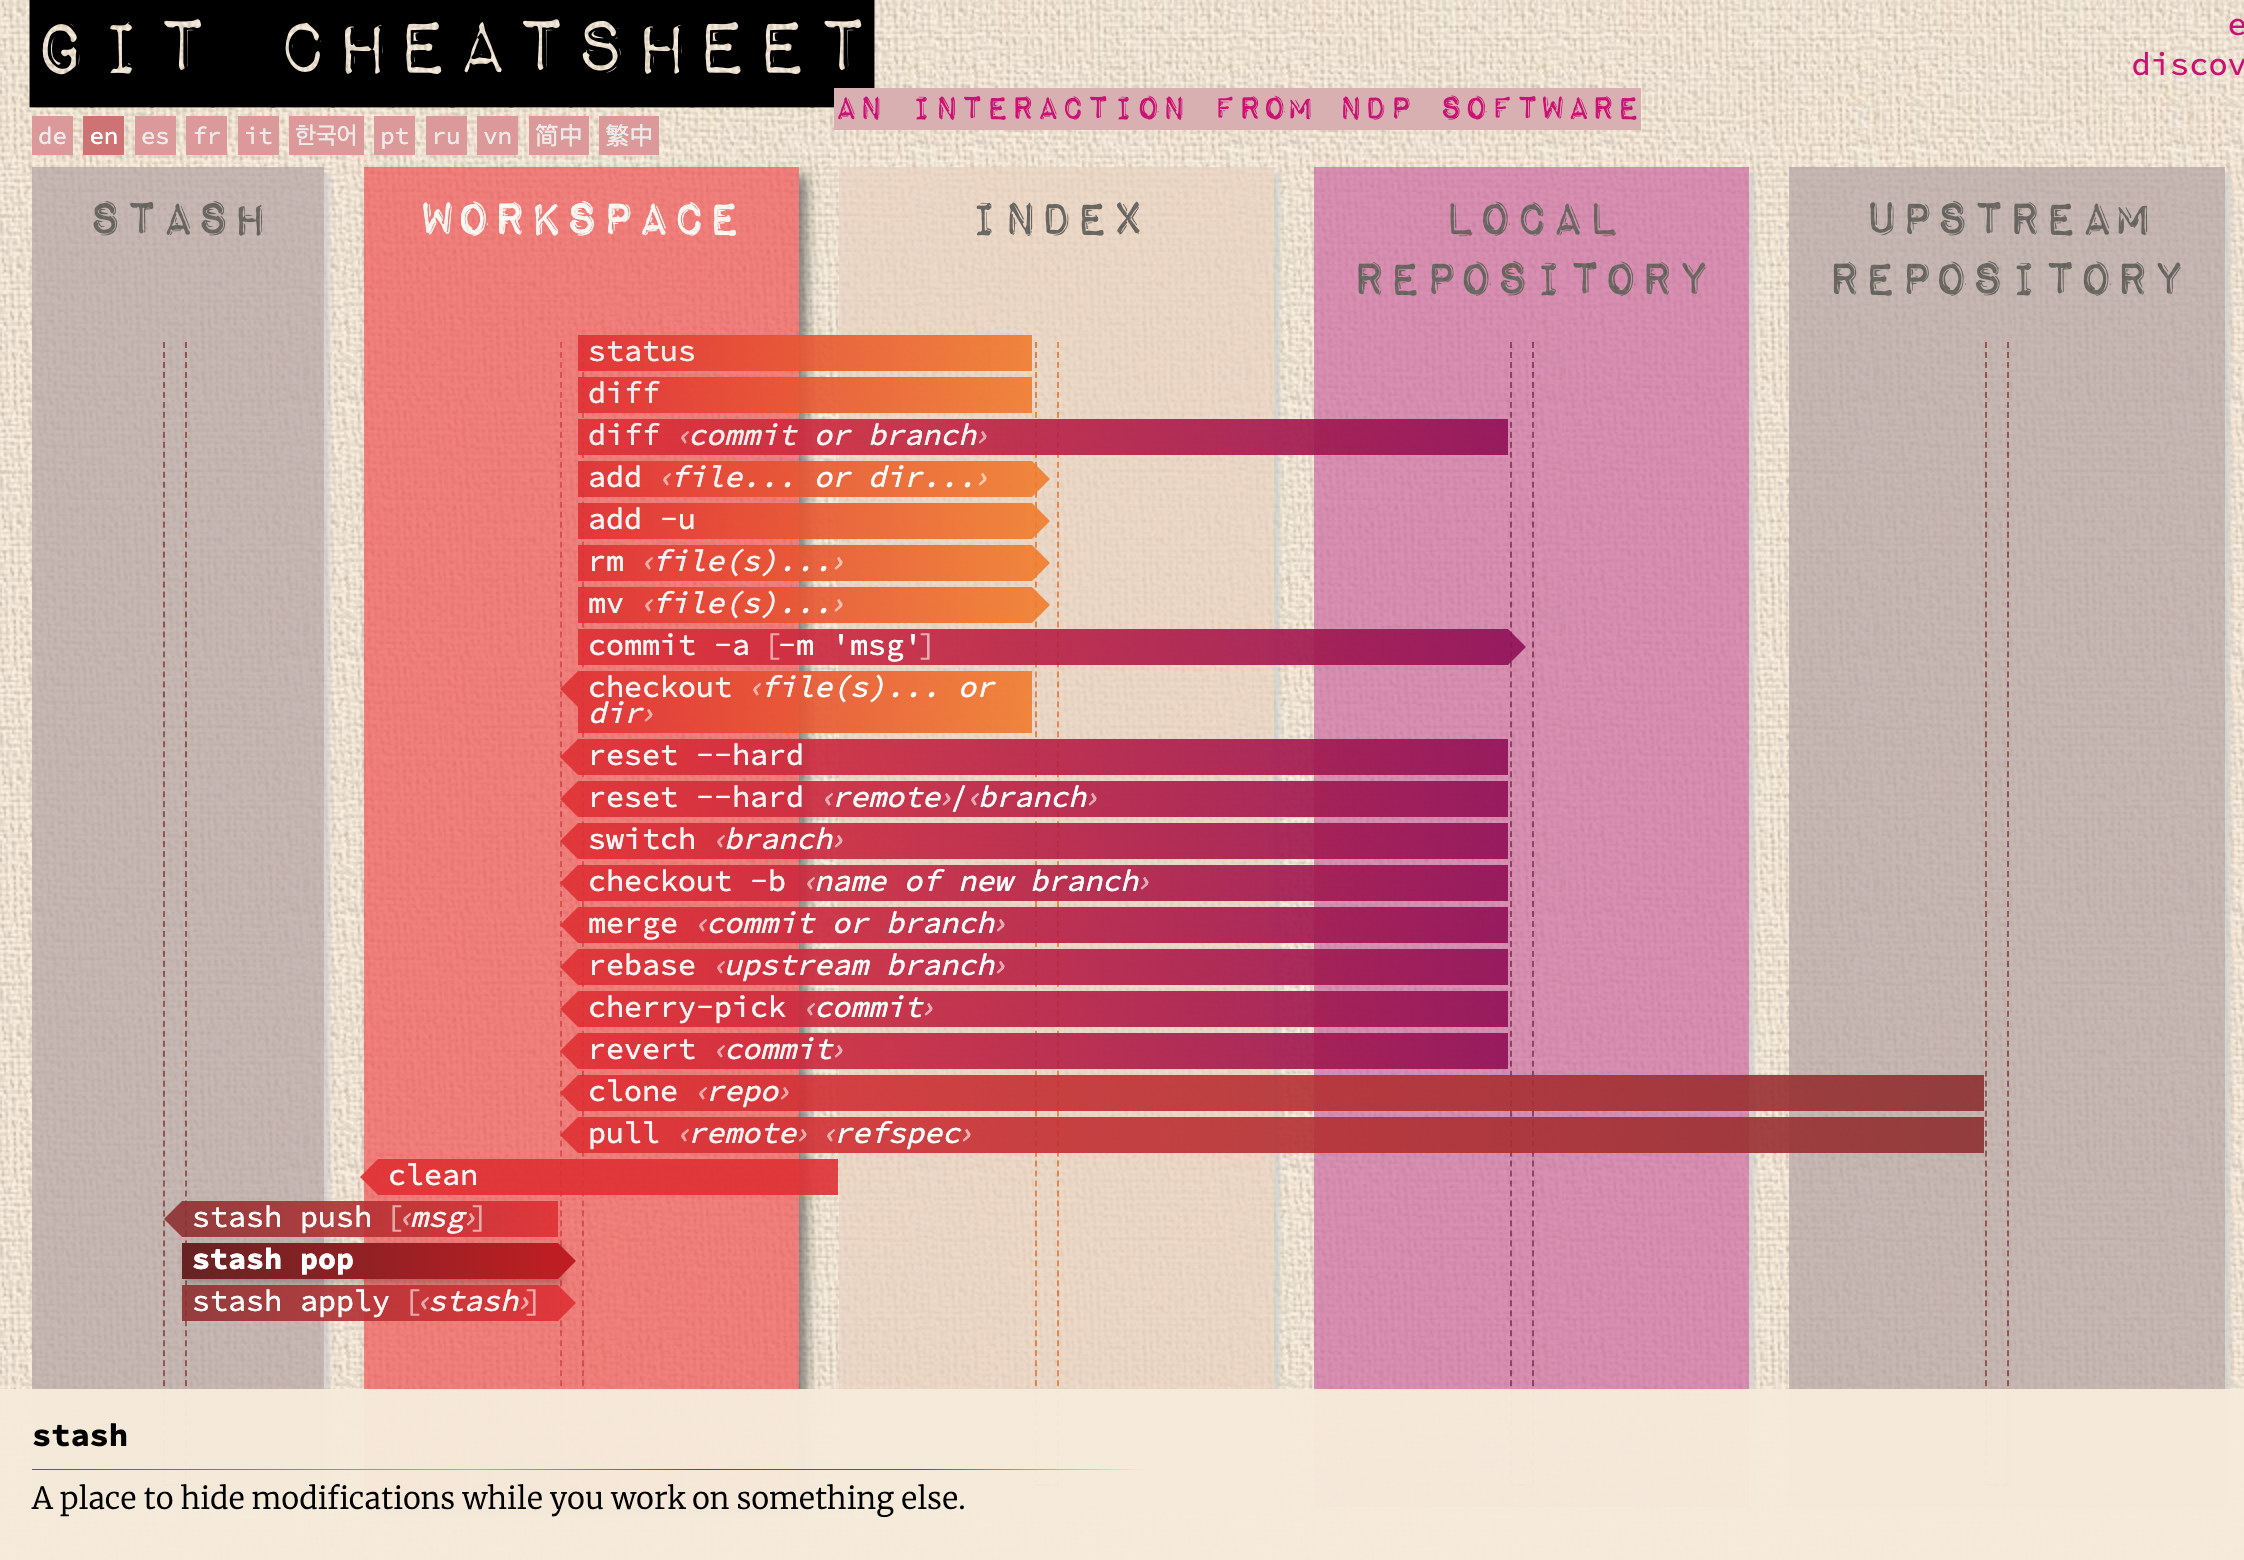 GIT CHEATSHEET
e
discov
AN INTERACTION FROM NDP SOFTWARE
de en es fr it 한국어 pt ru vn 简中 繁中
STASH
WORKSPACE
INDEX
LOCAL
REPOSITORY
UPSTREAM
REPOSITORY
status
diff
diff ‹commit or branch›
add ‹file... or dir...›
add -u
rm ‹file(s)...›
mv ‹file(s)...›
commit -a [-m 'msg']
checkout ‹file(s)... or
dir›
reset --hard
reset --hard ‹remote›/‹branch›
switch ‹branch›
checkout -b ‹name of new branch›
merge ‹commit or branch›
rebase ‹upstream branch›
cherry-pick ‹commit›
revert ‹commit›
clone ‹repo›
pull ‹remote› ‹refspec›
clean
stash push [‹msg›]
stash pop
stash apply [‹stash›]
stash
A place to hide modifications while you work on something else.